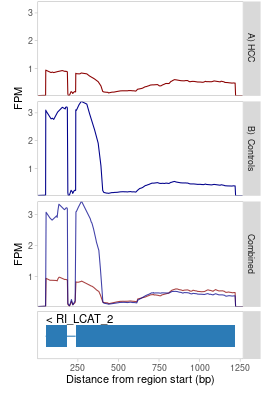 3
2
1
A) HCC
FPM
3
2
1
B) Controls
3
2
1
FPM
Combined
< RI_LCAT_2
250 500 750 1000 1250
Distance from region start (bp)